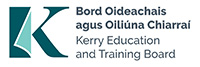 Bord Oideachais
agus Oiliúna Chiarraí
Kerry Education
and Training Board